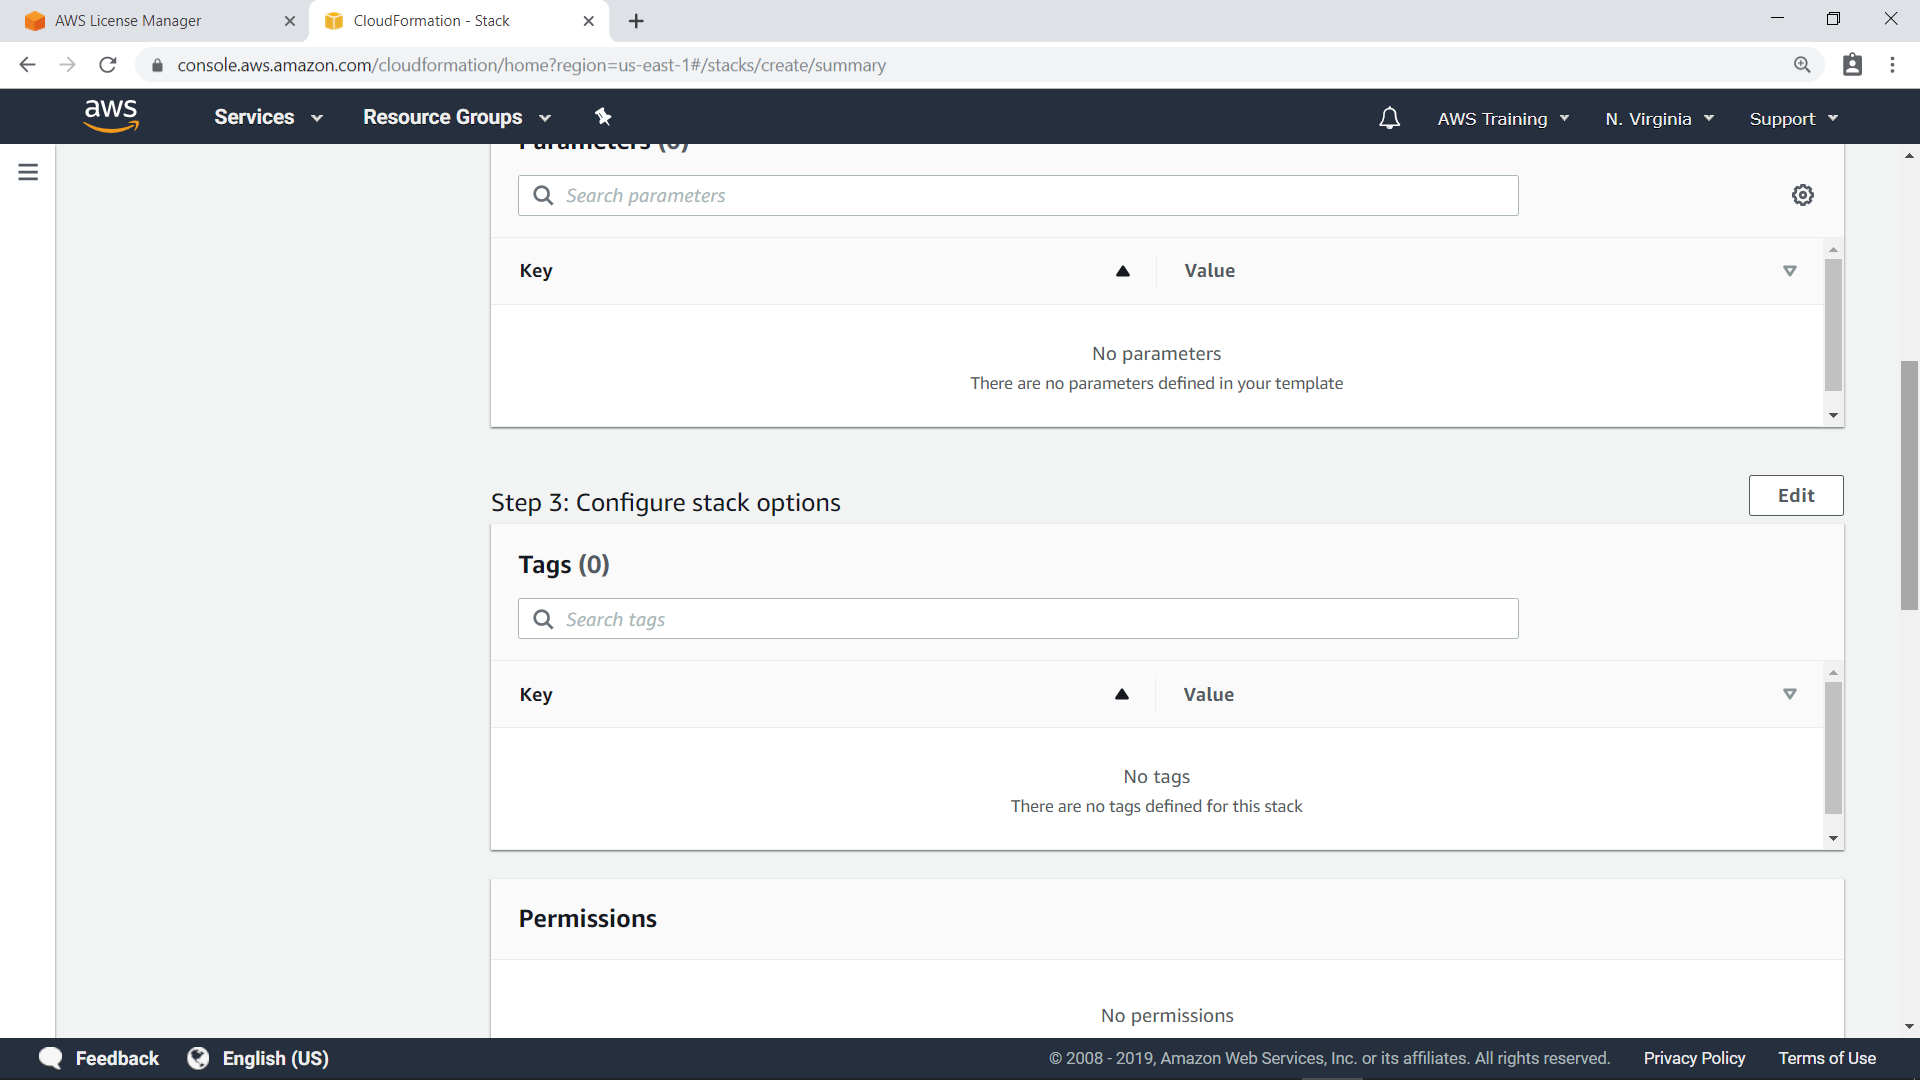 AWS License Manager
CloudFormation - Stack
console.aws.amazon.com/cloudformation/home?region=us-east-1#/stacks/create/summary
aws
Services
Resource Groups
AWS Training
N. Virginia
Support
Parameters (0)
Search parameters
Key
Value
No parameters
There are no parameters defined in your template
Step 3: Configure stack options
Edit
Tags (0)
Search tags
Key
Value
No tags
There are no tags defined for this stack
Permissions
No permissions
Feedback
English (US)
© 2008 - 2019, Amazon Web Services, Inc. or its affiliates. All rights reserved.
Privacy Policy
Terms of Use